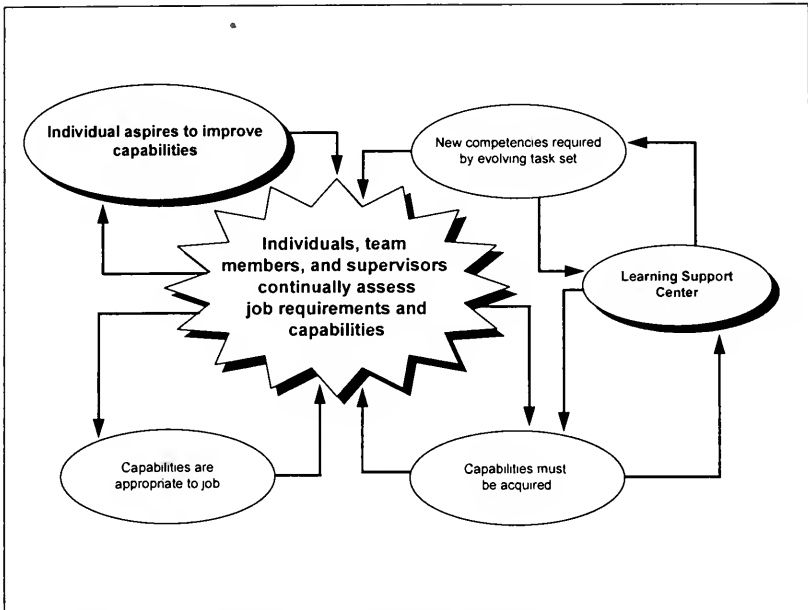 Individual aspires to improve
capabilities
New competencies required
by evolving task set
Individuals, team
members, and supervisors
continually assess
job requirements and
capabilities
Learning Support
Center
Capabilities are
appropriate to job
Capabilities must
be acquired